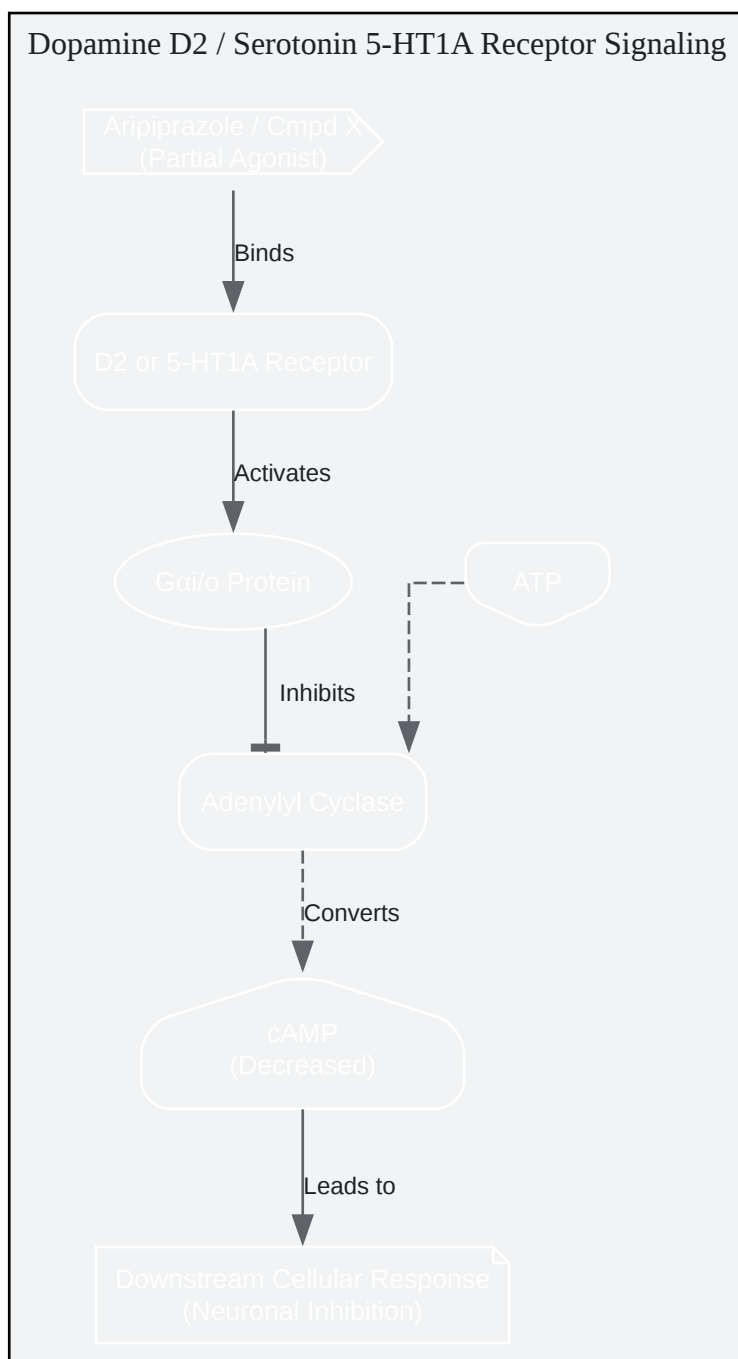 Dopamine D2 / Serotonin 5-HT1A Receptor Signaling
Aripiprazole / Cmpd X
(Partial Agonist)
Binds
D2 or 5-HT1A Receptor
Activates
Gαi/o Protein
ATP
Inhibits
Adenylyl Cyclase
Converts
cAMP
(Decreased)
Leads to
Downstream Cellular Response
(Neuronal Inhibition)